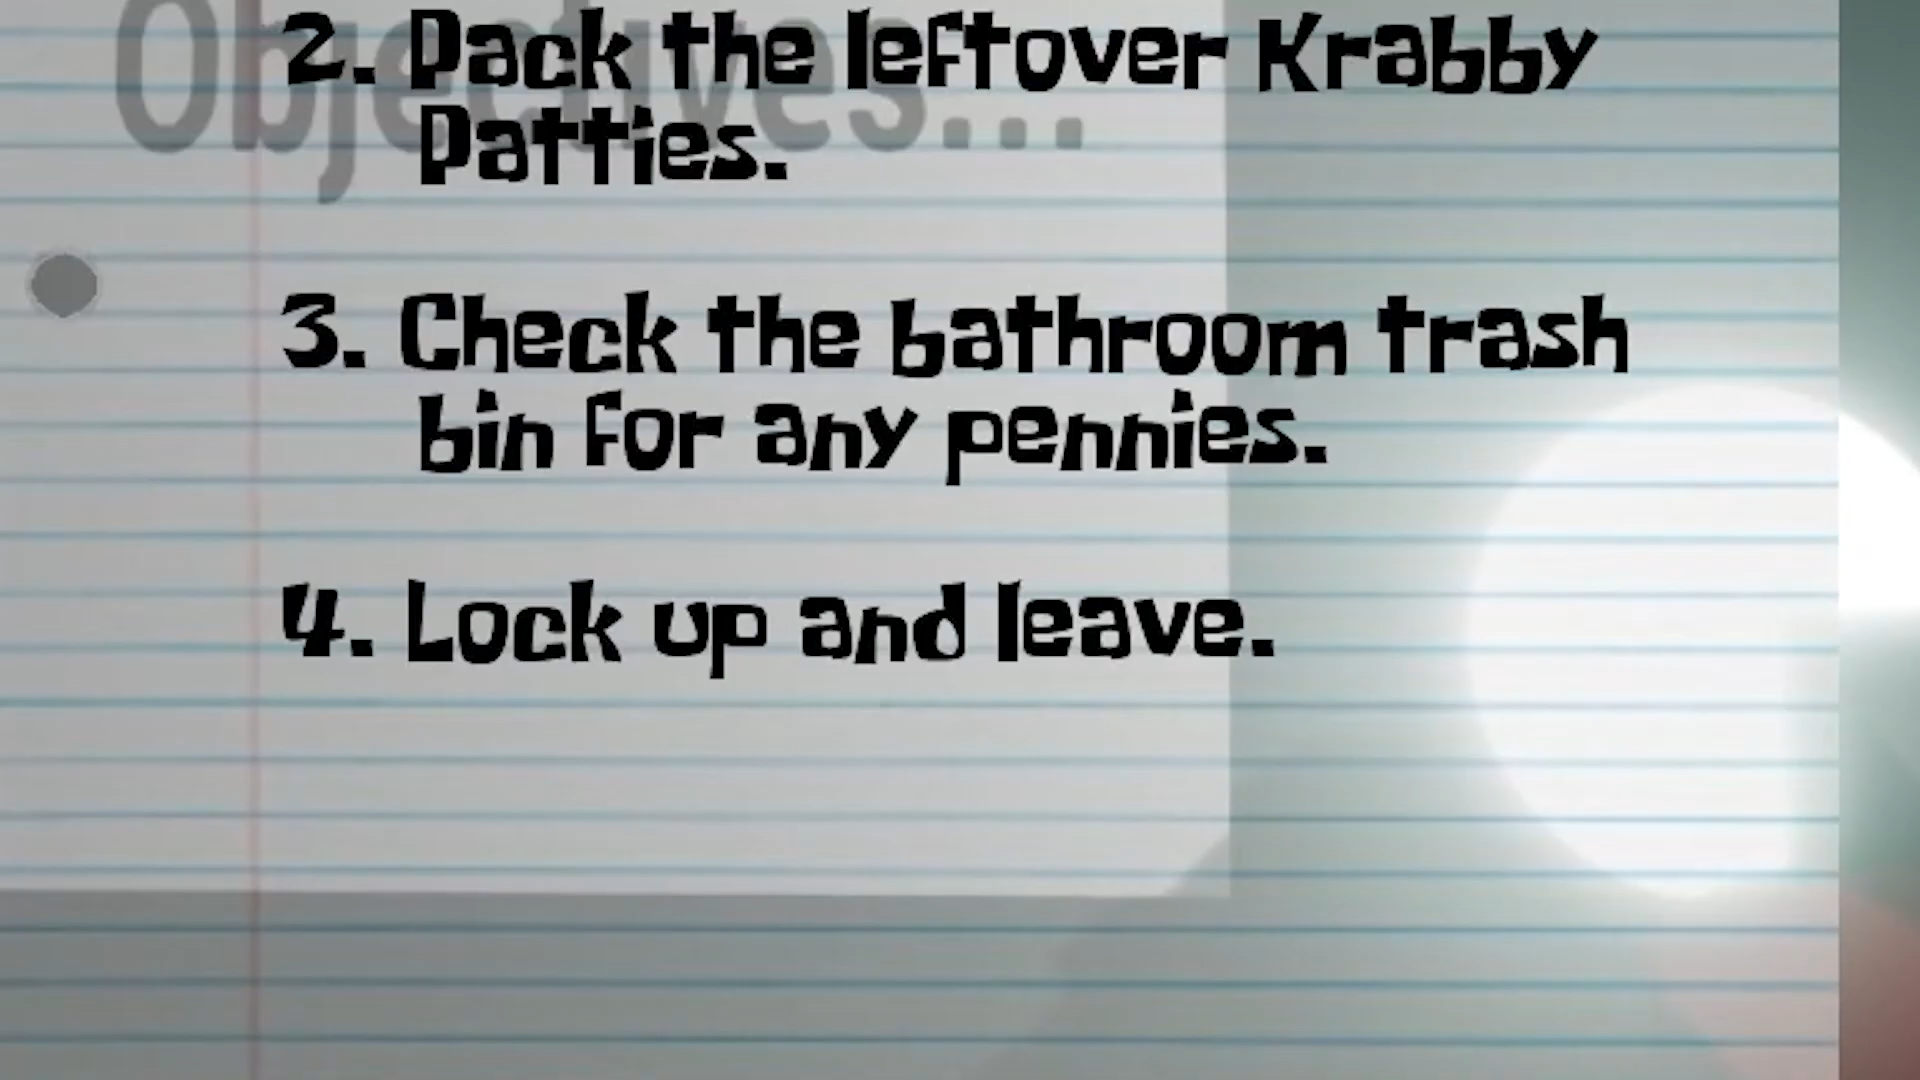 Objectives...
2. Pack the leftover Krabby
Patties.
3. Check the bathroom trash
bin for any pennies.
4. Lock up and leave.